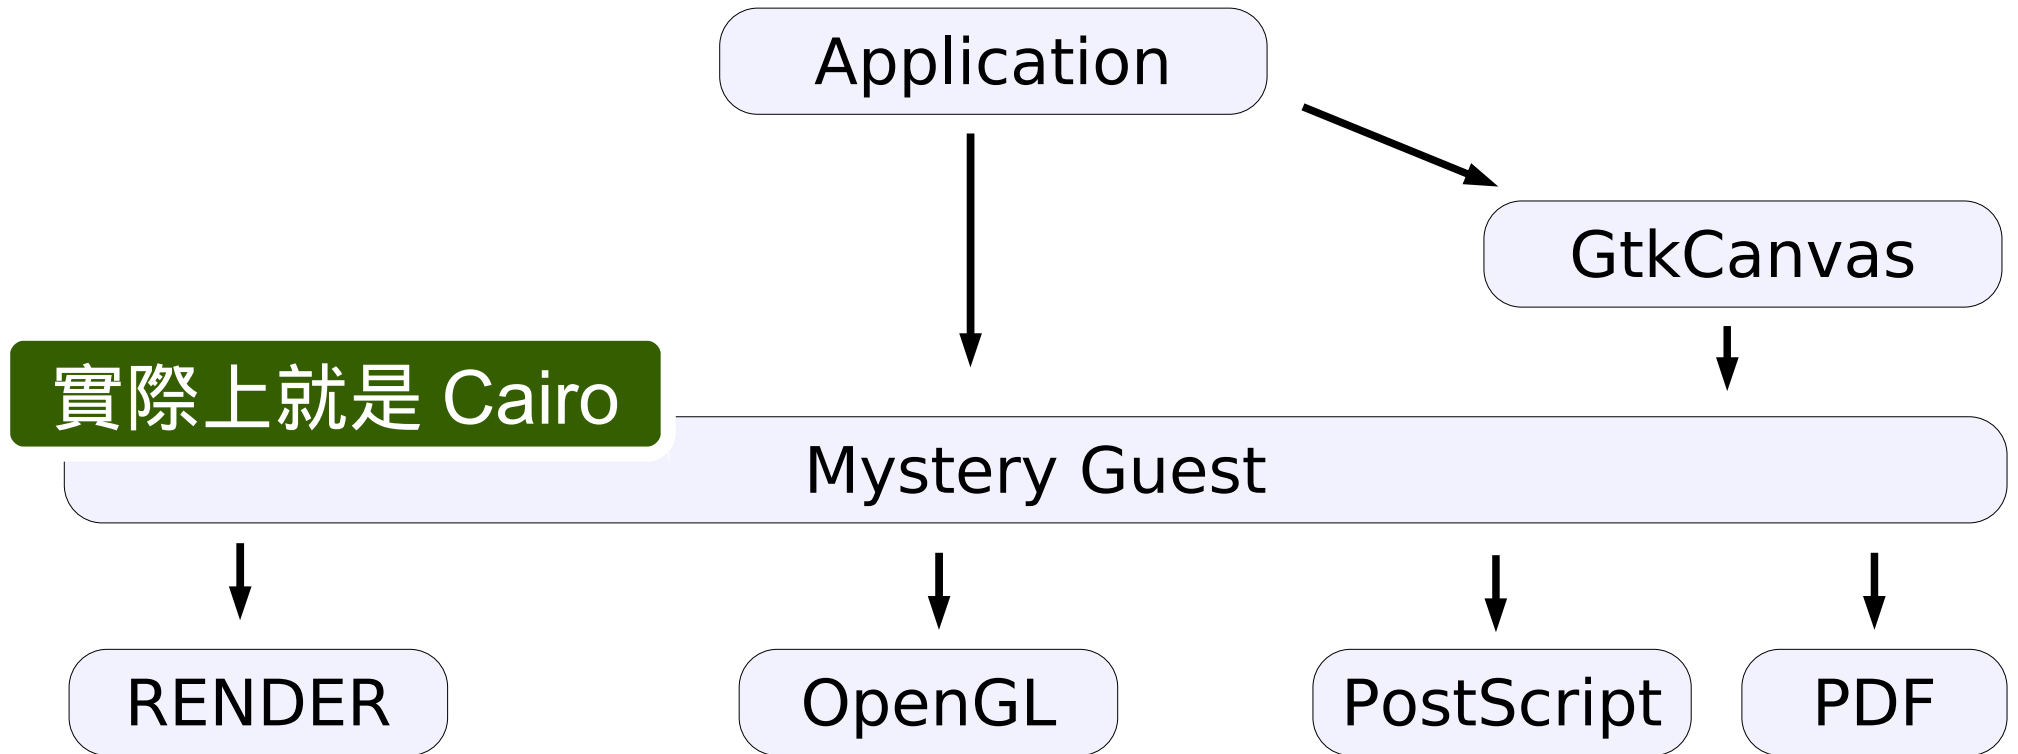 Application
GtkCanvas
實際上就是 Cairo
Mystery Guest
RENDER
OpenGL
PostScript
PDF